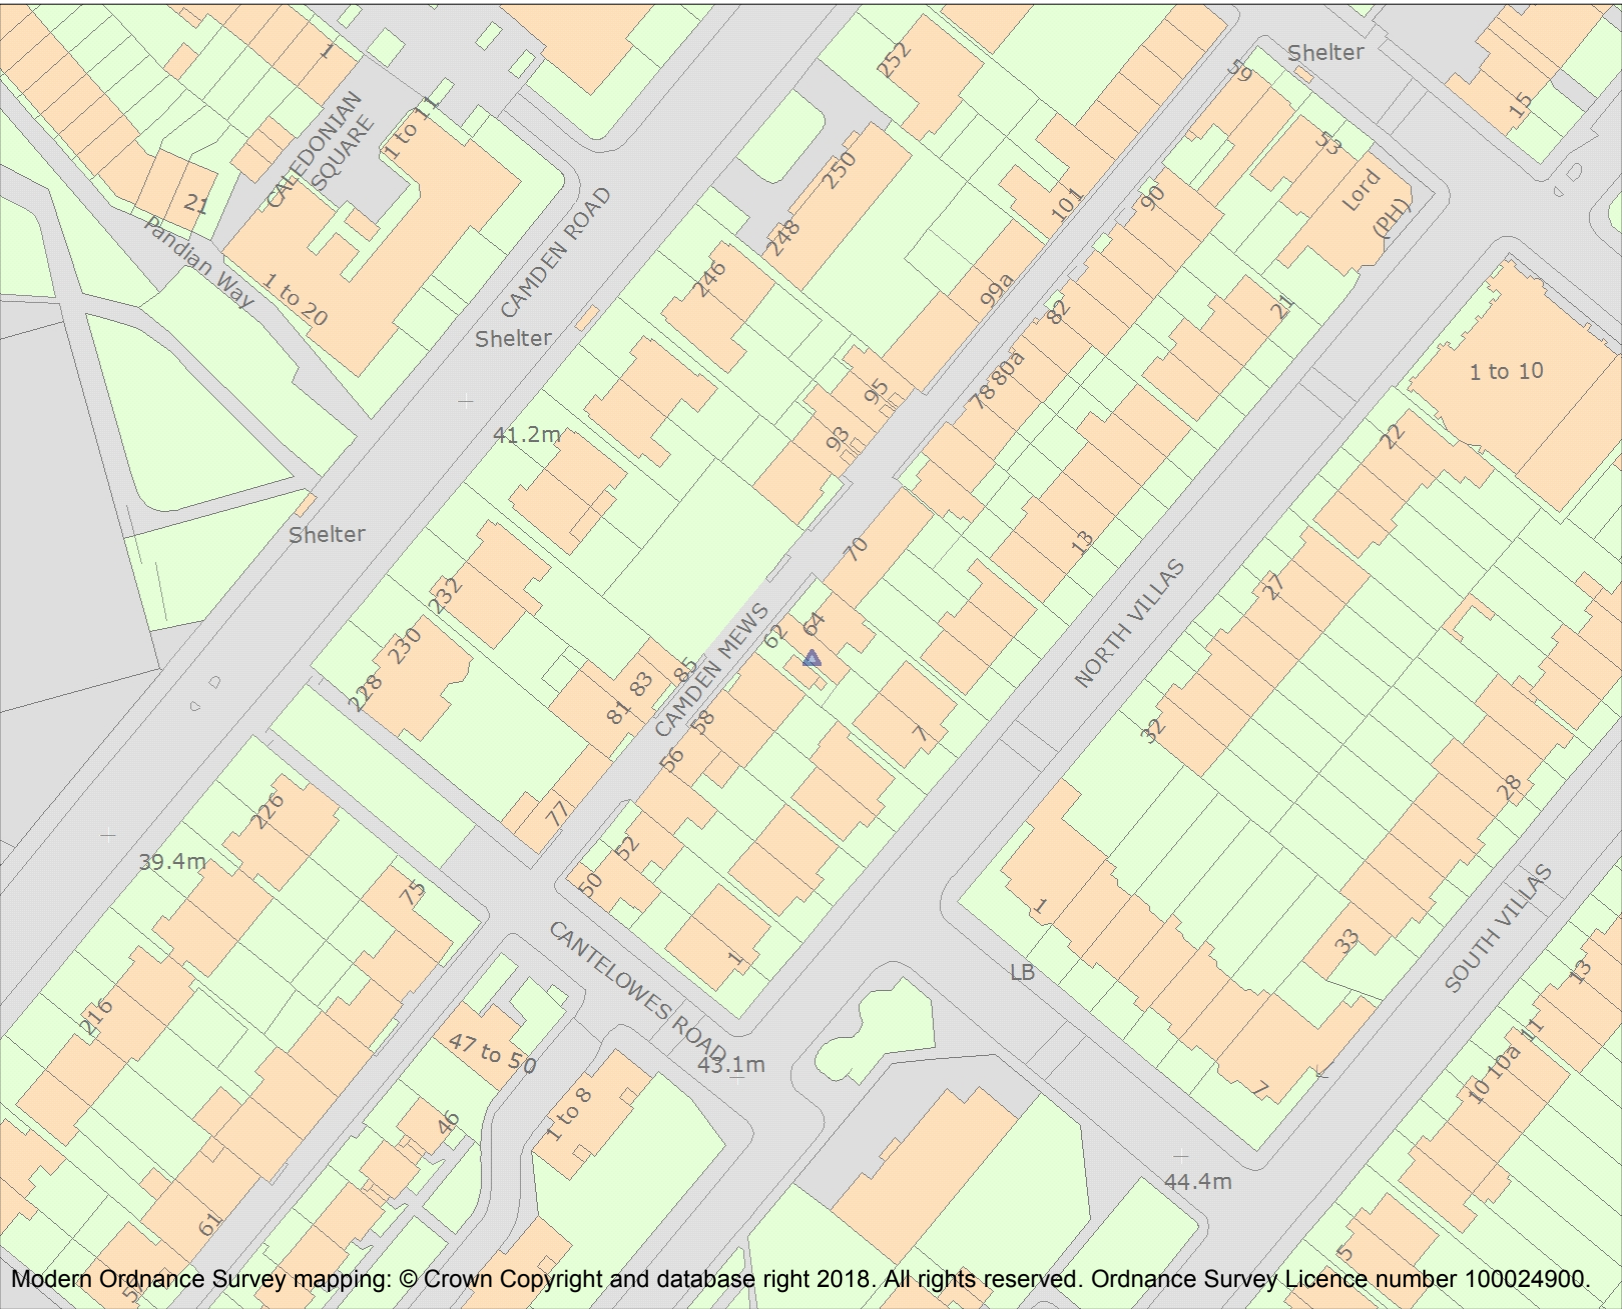 252
Shelter
59
1
1 to 11
CALEDONIAN
SQUARE
15
53
Lord
(PH)
250
101
90
21
Pandian Way
CAMDEN ROAD
248
246
99a
82
21
1 to 20
Shelter
1 to 10
78 80a
95
41.2m
93
22
Shelter
70
13
27
NORTH VILLAS
232
230
CAMDEN MEWS
62
64
85
83
81
228
58
56
7
32
28
226
77
52
50
39.4m
75
1
1
33
SOUTH VILLAS
CANTELOWES ROAD
LB
13
216
47 to 50
43.1m
11
10a
10
7
1 to 8
46
44.4m
61
5
57
Modern Ordnance Survey mapping: © Crown Copyright and database right 2018. All rights reserved. Ordnance Survey Licence number 100024900.